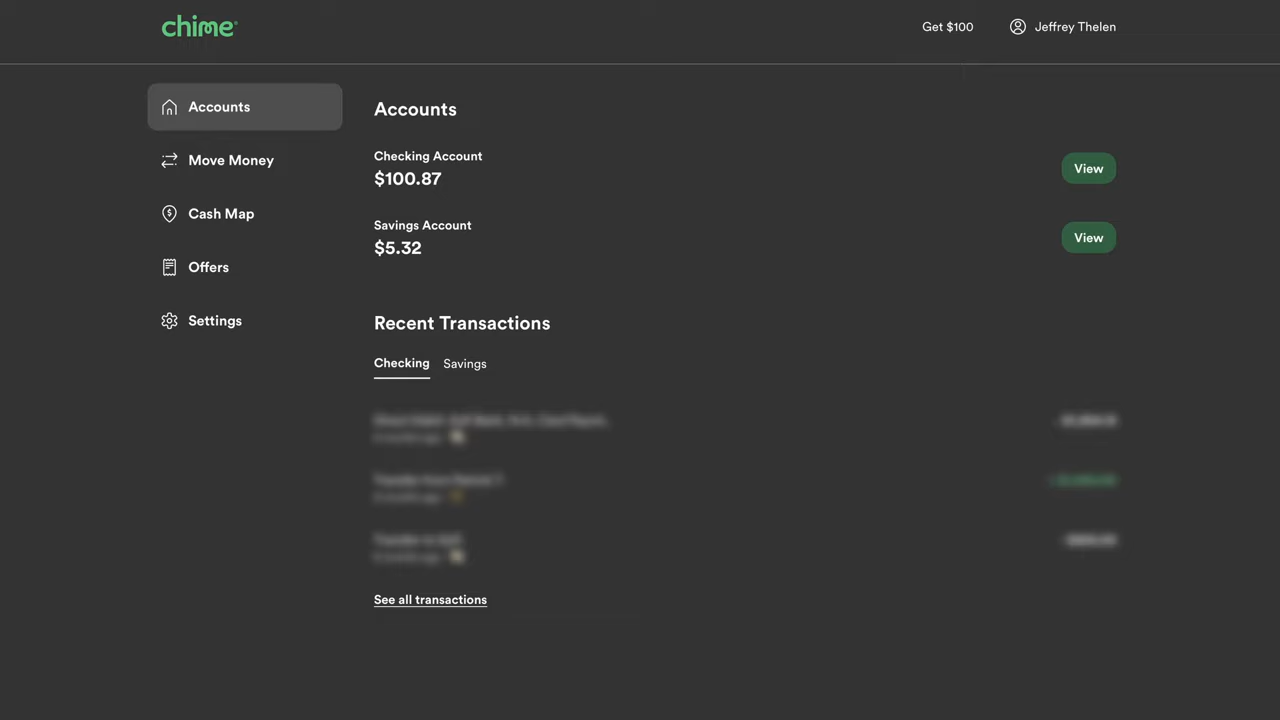 chime
Get $100
Jeffrey Thelen
Accounts
Move Money
Cash Map
Offers
Settings
Accounts
Checking Account
$100.87
View
Savings Account
$5.32
View
Recent Transactions
Checking Savings
See all transactions